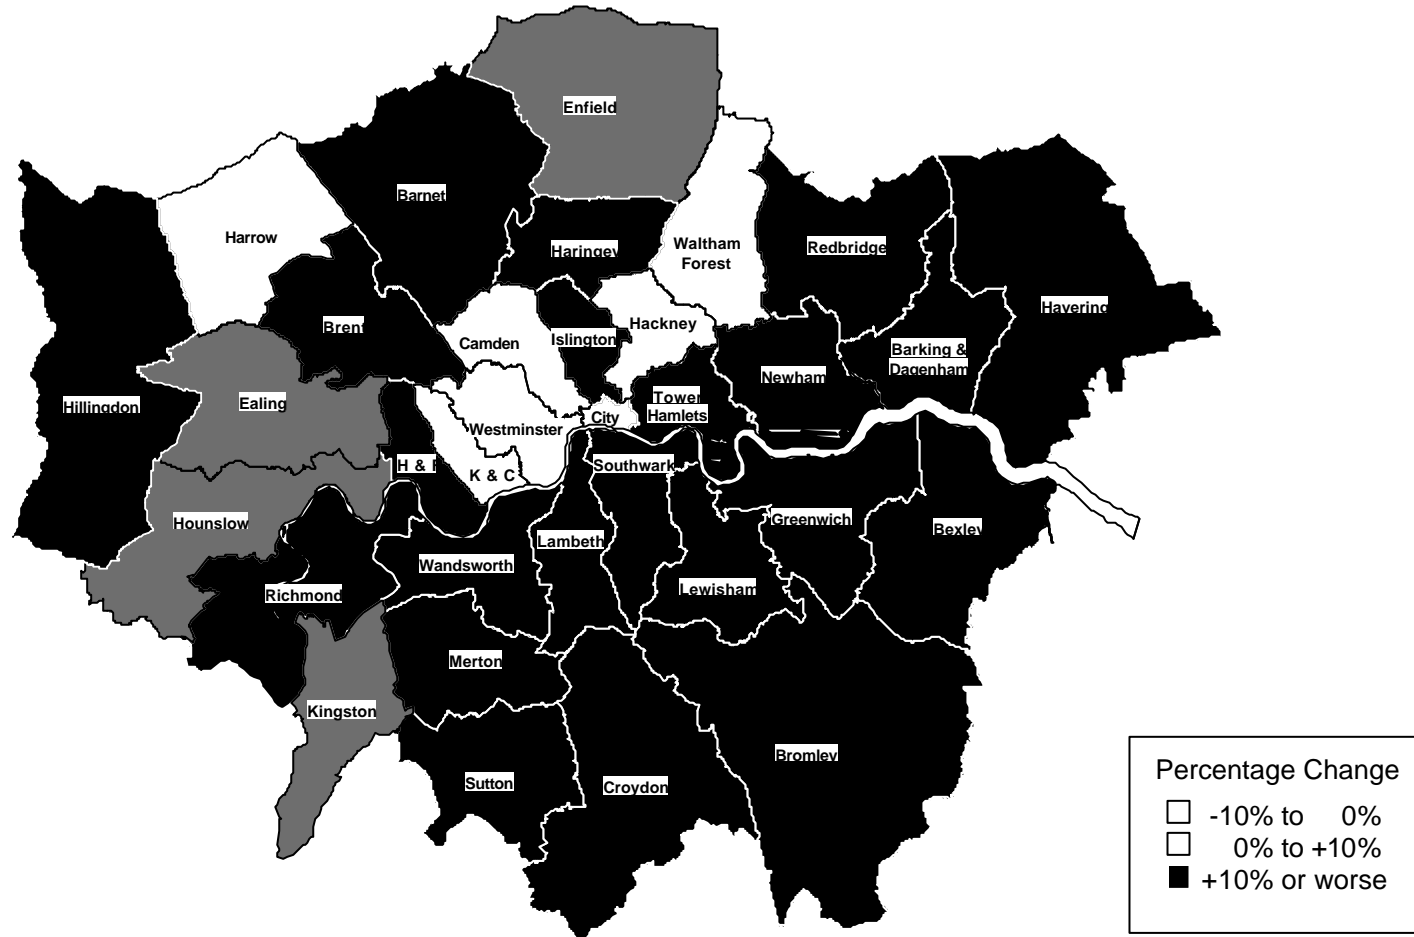 Enfield
Barnet
Harrow
Haringey
Waltham
Forest
Redbridge
Havering
Brent
Camden
Islington
Hackney
Barking &
Dagenham
Newham
Hillingdon
Ealing
Tower
Hamlets
City
Westminster
H & F
K & C
Southwark
Hounslow
Greenwich
Bexley
Lambeth
Wandsworth
Richmond
Lewisham
Merton
Kingston
Bromley
Sutton
Croydon
Percentage Change
-10% to 0%
0% to +10%
+10% or worse